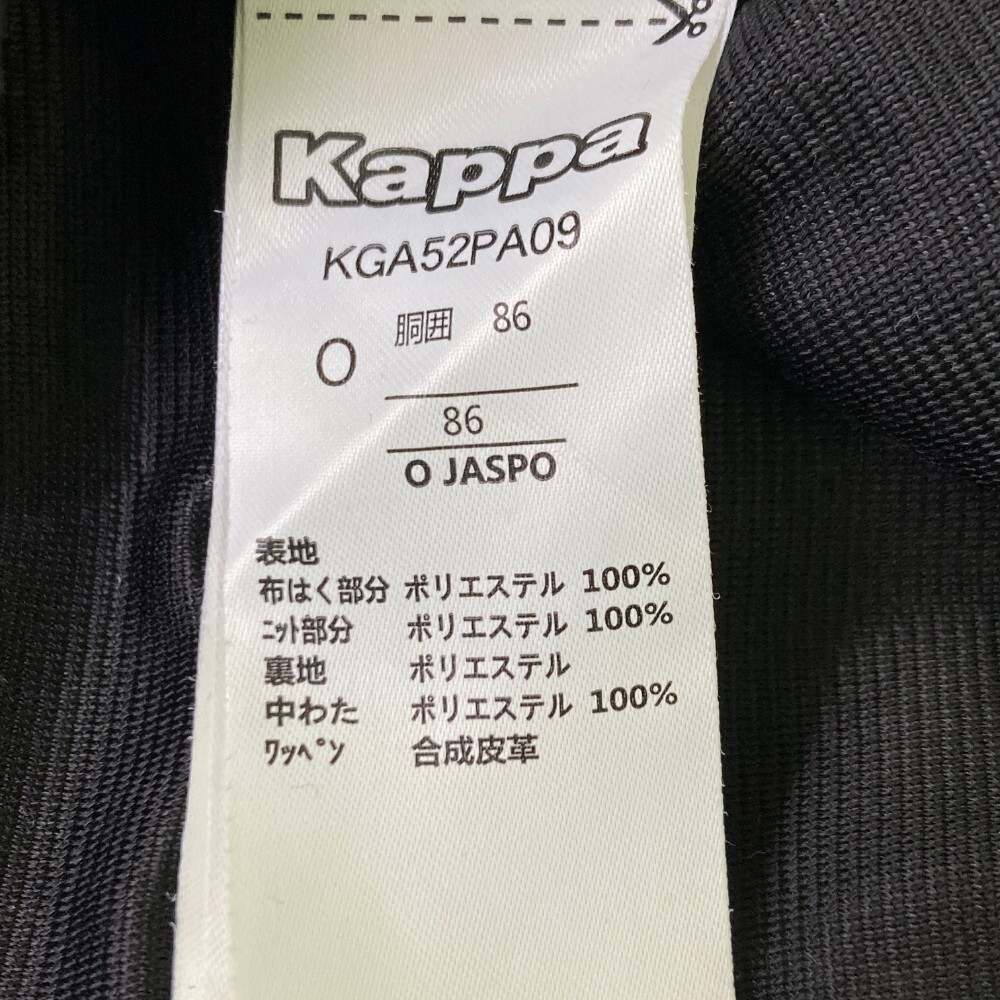 Kappa
KGA52PA09
O 胴囲 86
86
O JASPO
表地
布はく部分 ポリエステル 100%
ﾆｯﾄ部分 ポリエステル 100%
裏地 ポリエステル
中わた ポリエステル 100%
ﾜｯﾍﾟﾝ 合成皮革